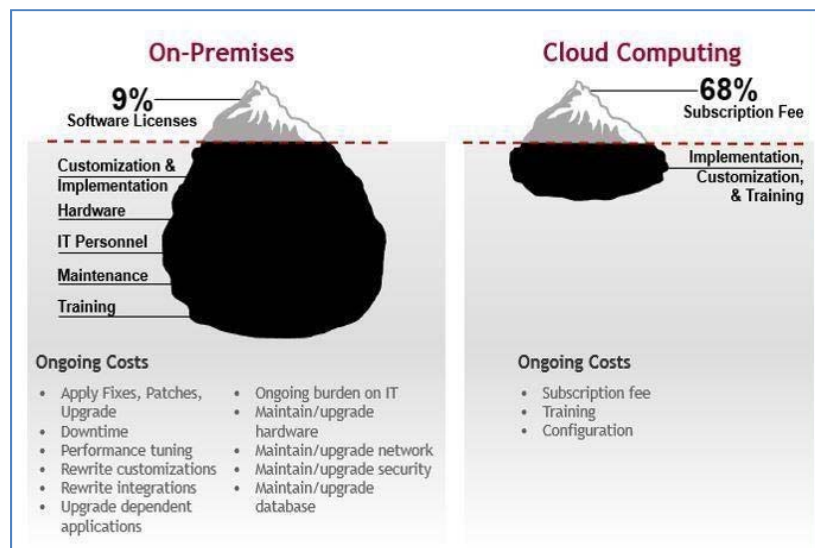 On-Premises
9%
Software Licenses
Customization &
Implementation
Hardware
IT Personnel
Maintenance
Training
Ongoing Costs
• Apply Fixes, Patches,
Upgrade
• Downtime
• Performance tuning
• Rewrite customizations
• Rewrite integrations
• Upgrade dependent
applications
• Ongoing burden on IT
• Maintain/upgrade
hardware
• Maintain/upgrade network
• Maintain/upgrade security
• Maintain/upgrade
database
Cloud Computing
68%
Subscription Fee
Implementation,
Customization,
& Training
Ongoing Costs
• Subscription fee
• Training
• Configuration